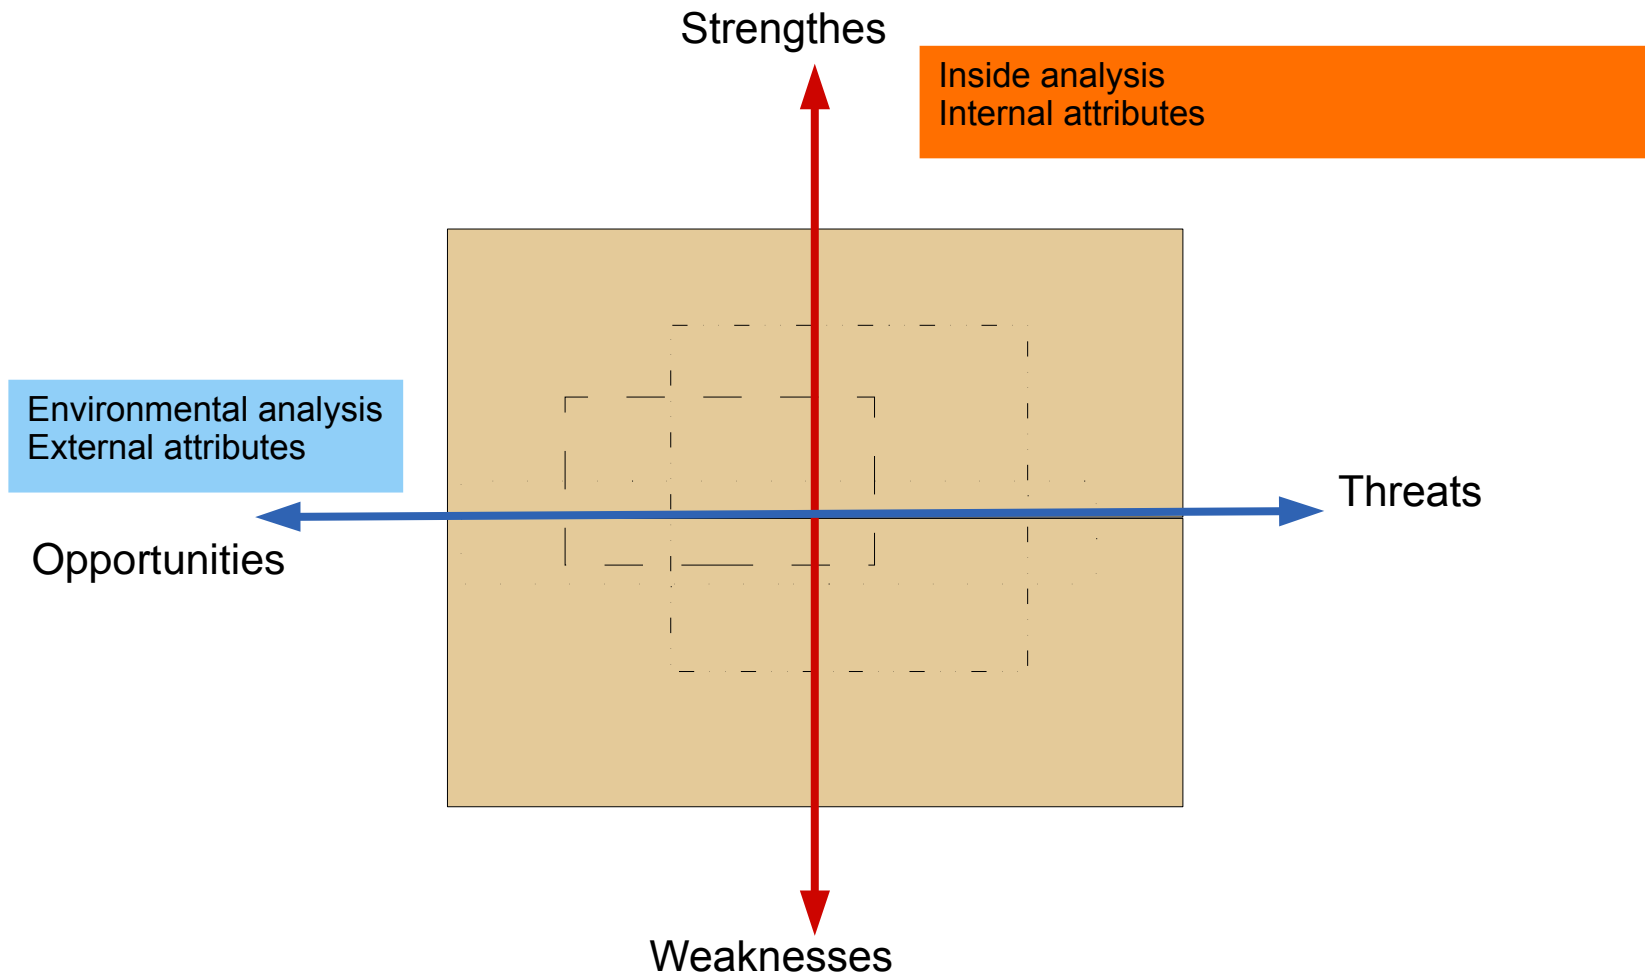 Strengthes
Inside analysis
Internal attributes
Environmental analysis
External attributes
Threats
Opportunities
Weaknesses